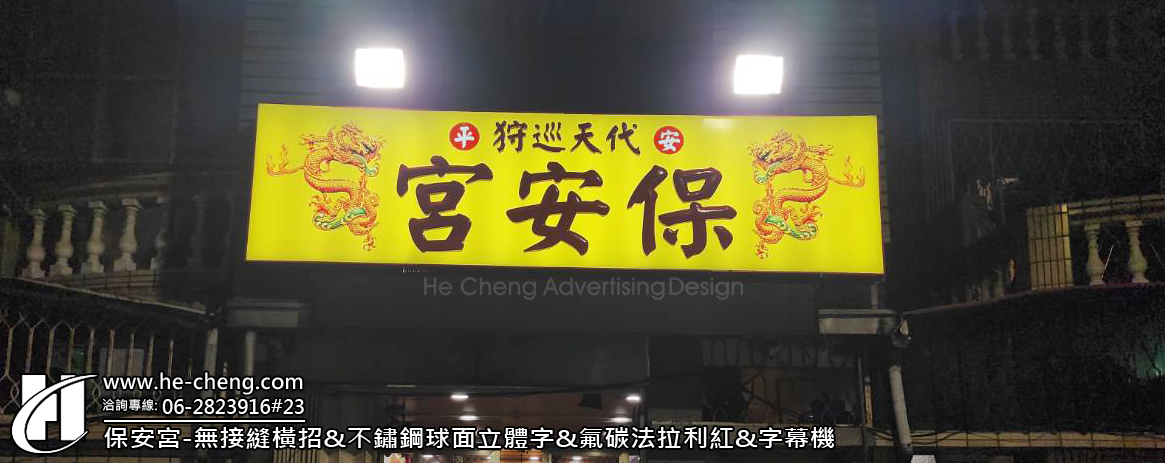 安 代天巡狩 平
保安宮
He Cheng AdvertisingDesign
www.he-cheng.com
洽詢專線: 06-2823916#23
保安宮-無接縫橫招&不鏽鋼球面立體字&氟碳法拉利紅&字幕機